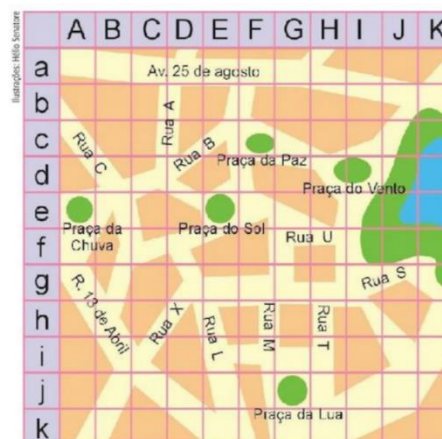 Ilustrações: Hélio Senatore
A B C D E F G H I J K
a
Av. 25 de agosto
b
Rua A
c
Rua C
Rua B
Praça da Paz
d
Praça do Vento
e
Praça da
Chuva
Praça do Sol
Rua U
f
g
Rua S
R. 13 de Abril
h
Rua X
Rua L
Rua M
Rua T
i
j
Praça da Lua
k